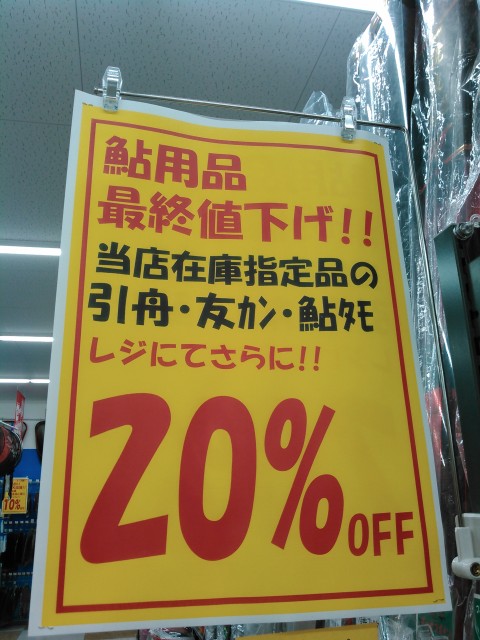 鮎用品
最終値下げ!!
当店在庫指定品の
引舟・友カン・鮎タモ
レジにてさらに!!
20%OFF
10%